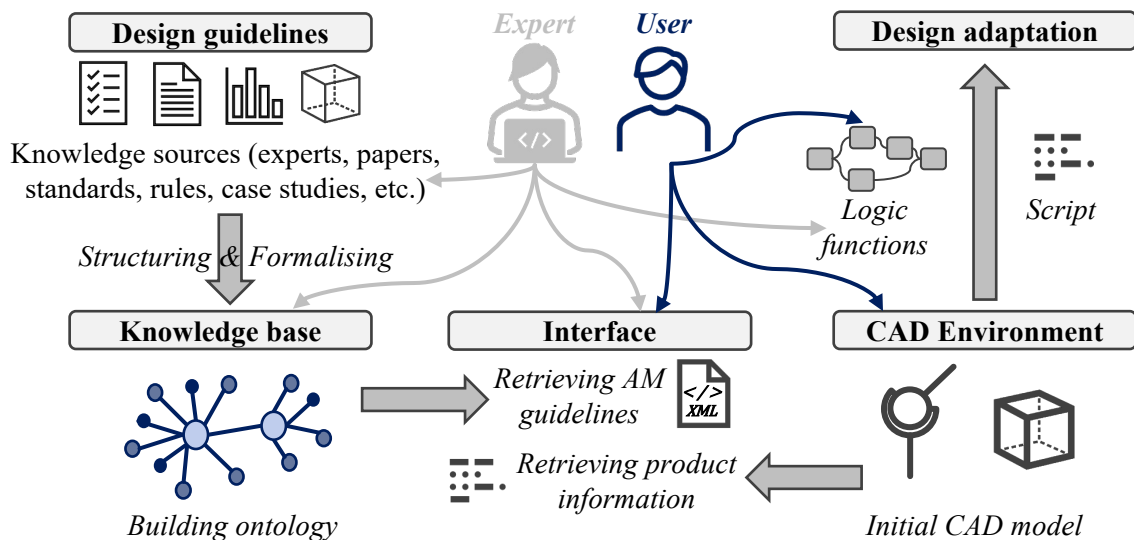 Design guidelines
Expert
User
Design adaptation
</>
Knowledge sources (experts, papers,
standards, rules, case studies, etc.)
Logic
functions
Script
Structuring & Formalising
Knowledge base
Interface
CAD Environment
Retrieving AM
guidelines
</>
XML
Retrieving product
information
Building ontology
Initial CAD model